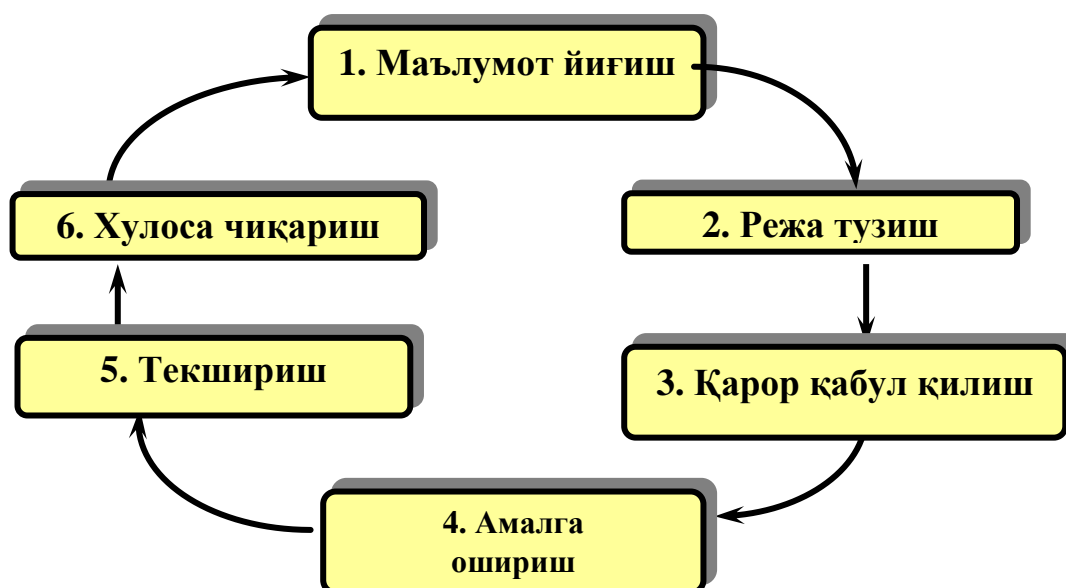 1. Маълумот йиғиш
2. Режа тузиш
3. Қарор қабул қилиш
4. Амалга
ошириш
5. Текшириш
6. Хулоса чиқариш